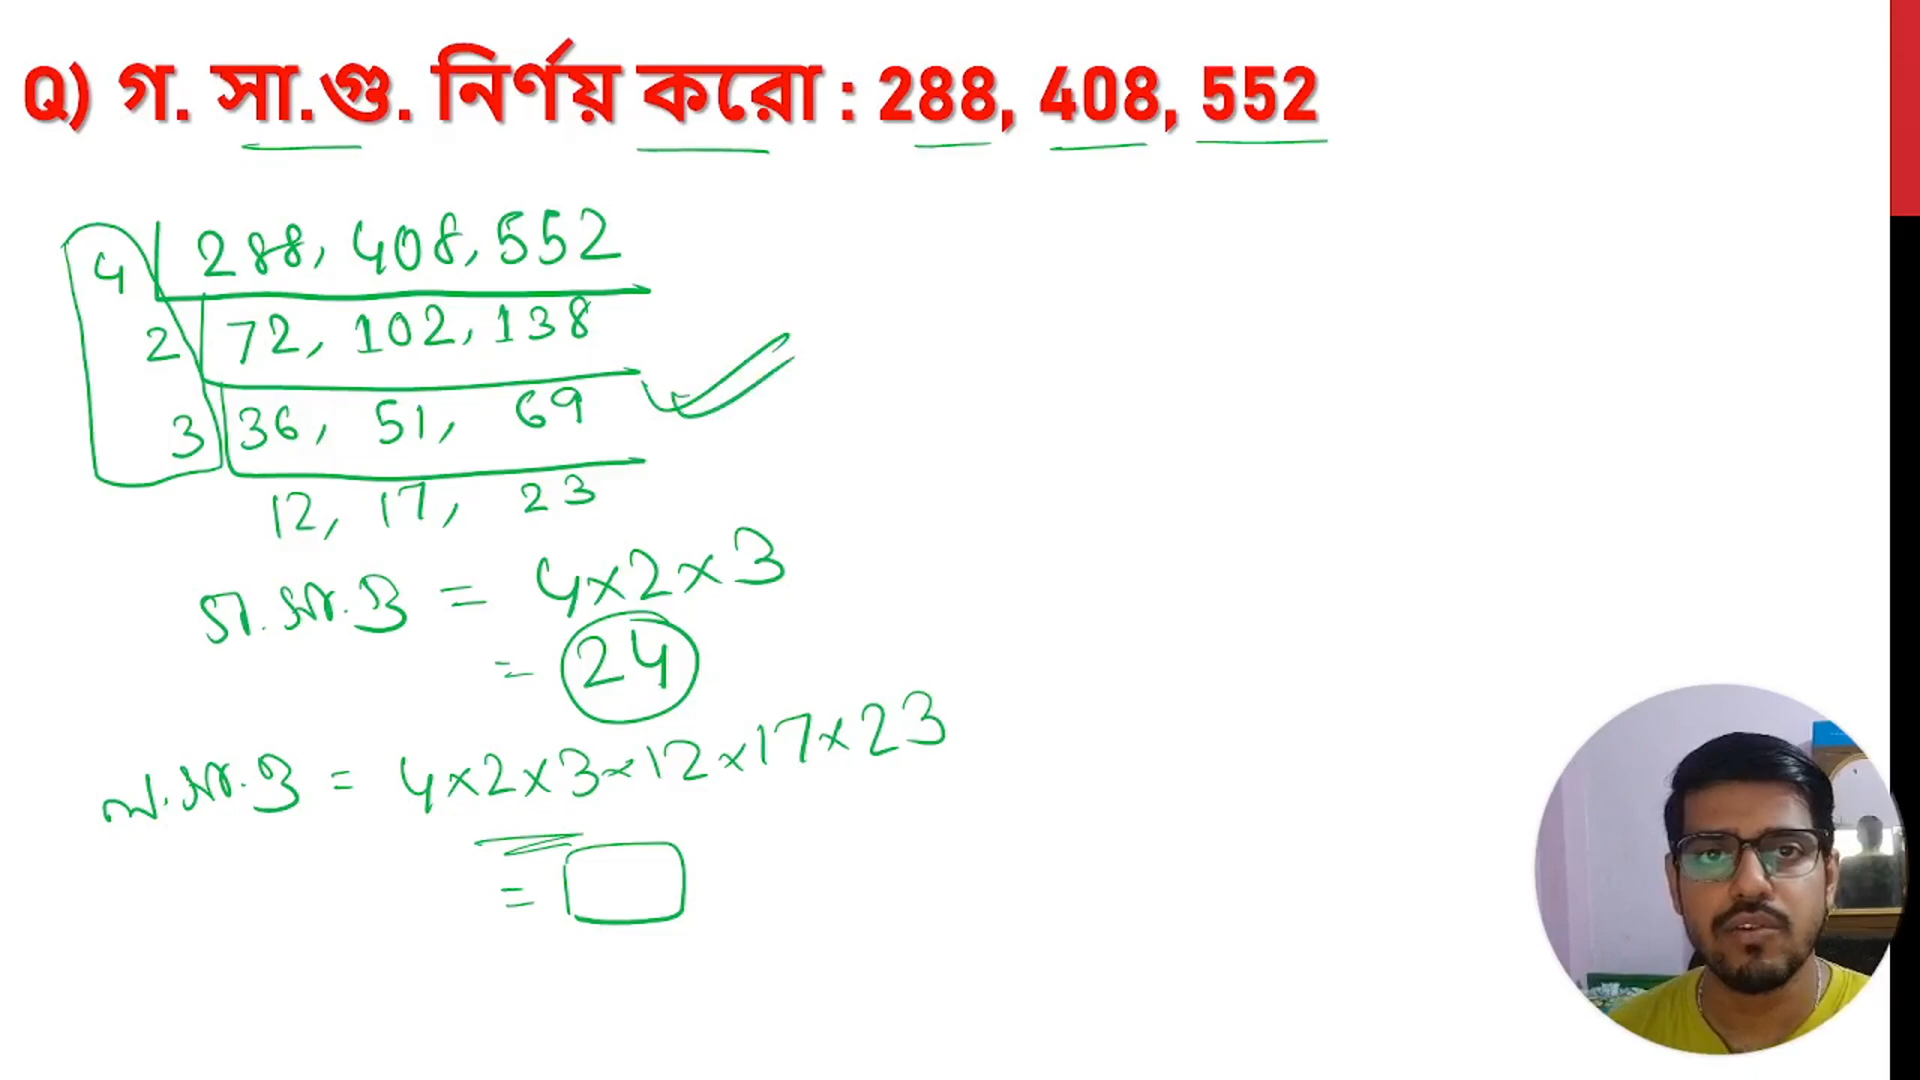 Q) গ. সা.গু. নির্ণয় করো : 288, 408, 552
4 288, 408, 552
2 72, 102, 138
3 36, 51, 69
12, 17, 23
গ.সা.গু = 4×2×3
= 24
ল.সা.গু = 4×2×3×12×17×23
=